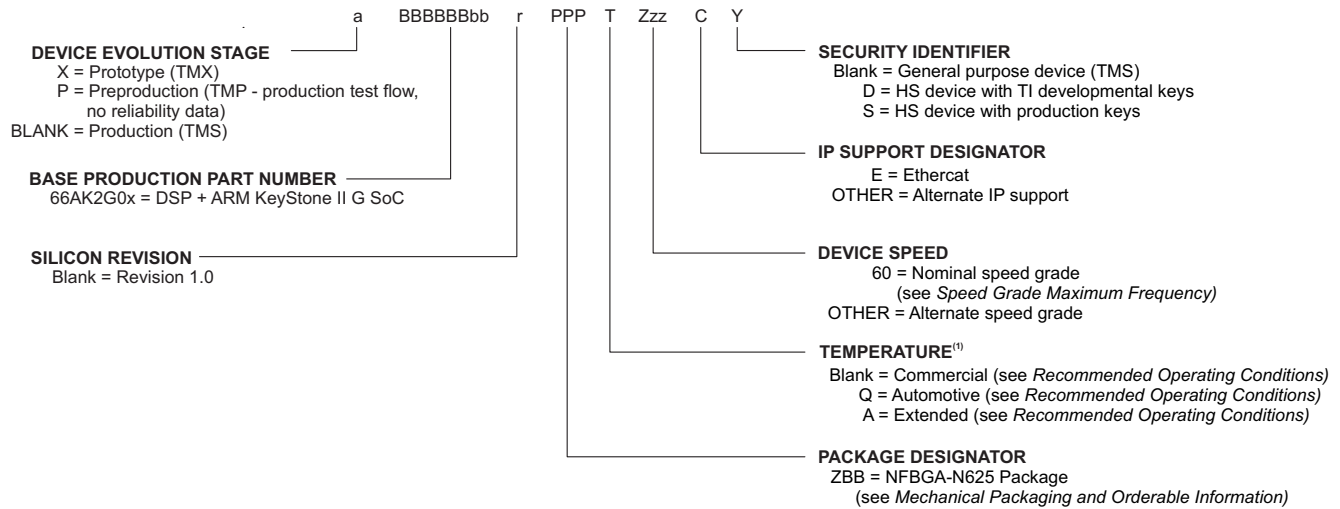 a BBBBBBbb r PPP T Zzz C Y
DEVICE EVOLUTION STAGE
X = Prototype (TMX)
P = Preproduction (TMP - production test flow,
no reliability data)
BLANK = Production (TMS)
BASE PRODUCTION PART NUMBER
66AK2G0x = DSP + ARM KeyStone II G SoC
SILICON REVISION
Blank = Revision 1.0
SECURITY IDENTIFIER
Blank = General purpose device (TMS)
D = HS device with TI developmental keys
S = HS device with production keys
IP SUPPORT DESIGNATOR
E = Ethercat
OTHER = Alternate IP support
DEVICE SPEED
60 = Nominal speed grade
(see Speed Grade Maximum Frequency)
OTHER = Alternate speed grade
TEMPERATURE(1)
Blank = Commercial (see Recommended Operating Conditions)
Q = Automotive (see Recommended Operating Conditions)
A = Extended (see Recommended Operating Conditions)
PACKAGE DESIGNATOR
ZBB = NFBGA-N625 Package
(see Mechanical Packaging and Orderable Information)